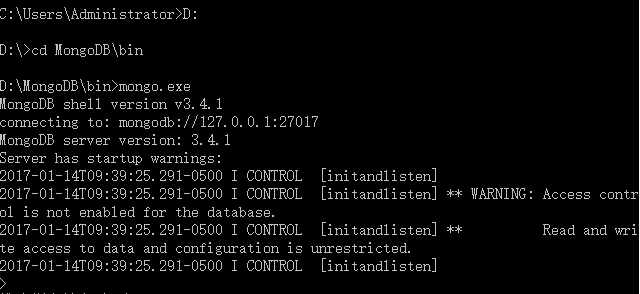 C:\Users\Administrator>D:
D:\>cd MongoDB\bin
D:\MongoDB\bin>mongo.exe
MongoDB shell version v3.4.1
connecting to: mongodb://127.0.0.1:27017
MongoDB server version: 3.4.1
Server has startup warnings:
2017-01-14T09:39:25.291-0500 I CONTROL  [initandlisten]
2017-01-14T09:39:25.291-0500 I CONTROL  [initandlisten] ** WARNING: Access contr
ol is not enabled for the database.
2017-01-14T09:39:25.291-0500 I CONTROL  [initandlisten] **          Read and wri
te access to data and configuration is unrestricted.
2017-01-14T09:39:25.291-0500 I CONTROL  [initandlisten]
>